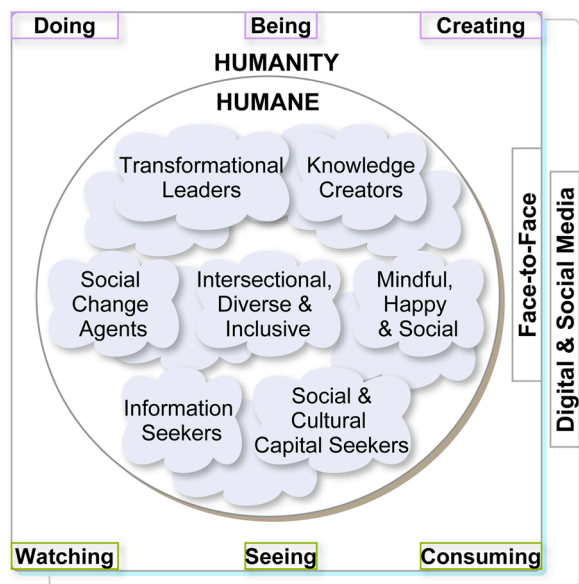 Doing Being Creating
HUMANITY
HUMANE
Transformational
Leaders
Knowledge
Creators
Social
Change
Agents
Intersectional,
Diverse &
Inclusive
Mindful,
Happy
& Social
Information
Seekers
Social &
Cultural
Capital Seekers
Face-to-Face
Digital & Social Media
Watching Seeing Consuming